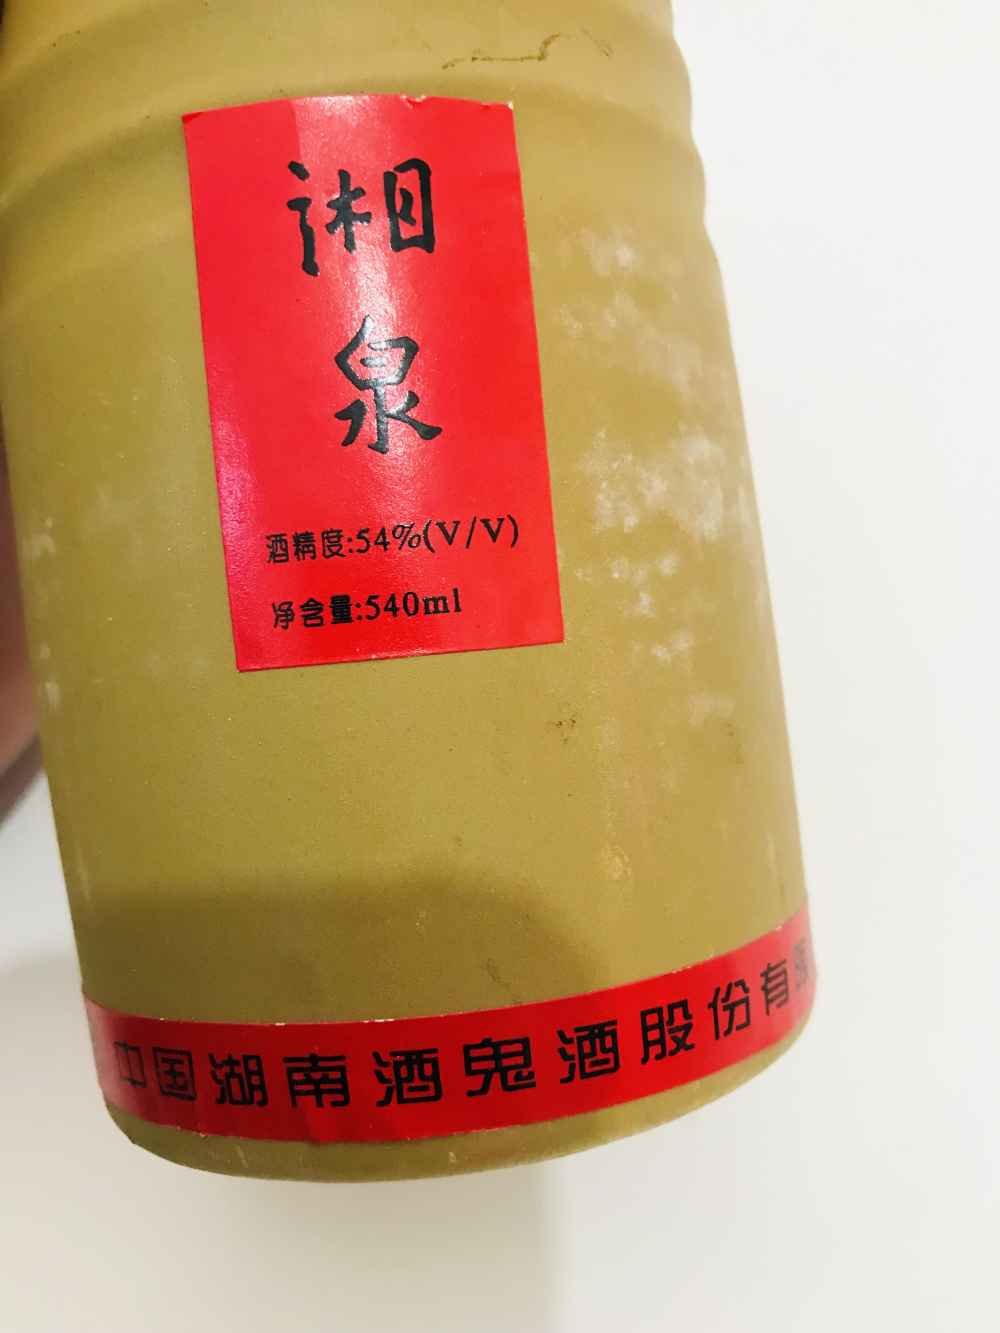 湘
泉
酒精度:54%(V/V)
净含量:540ml
中国湖南酒鬼酒股份有限